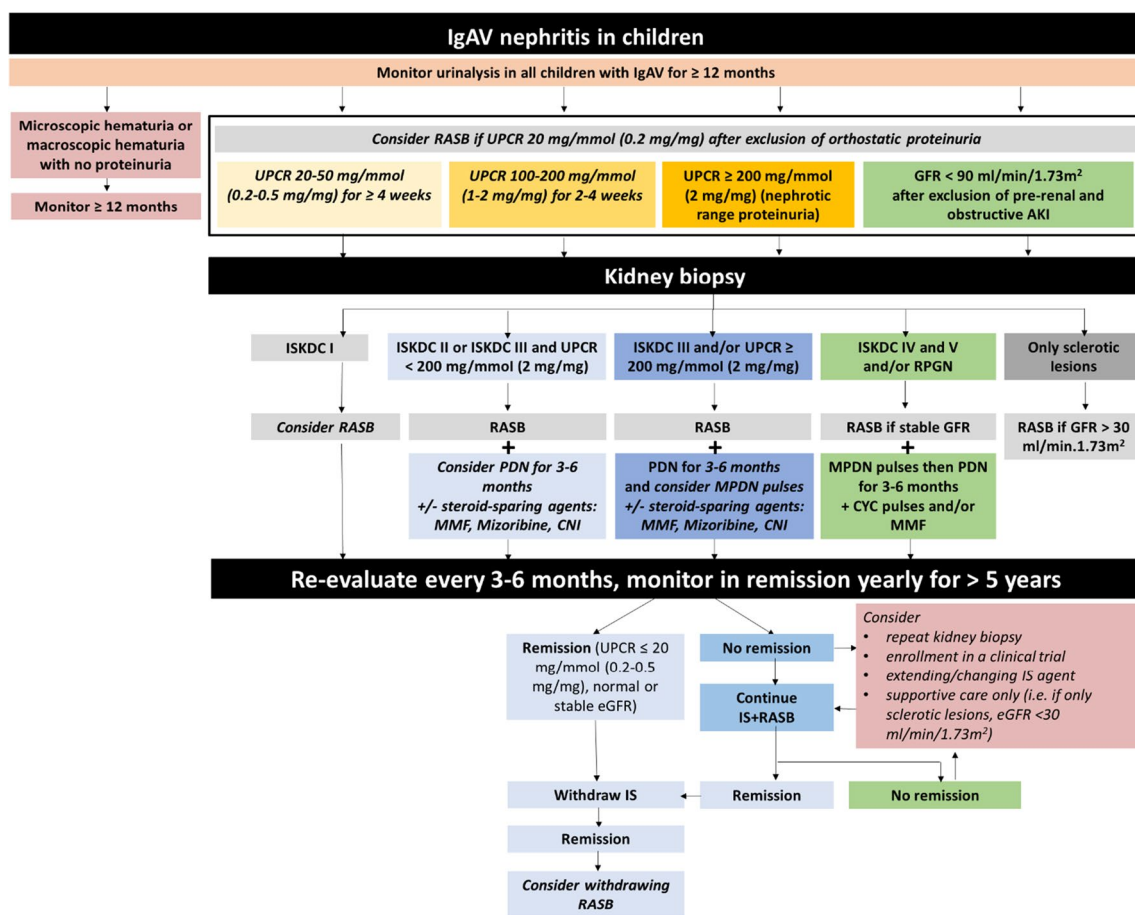 IgAV nephritis in children
Monitor urinalysis in all children with IgAV for ≥ 12 months
Microscopic hematuria or
macroscopic hematuria
with no proteinuria
Monitor ≥ 12 months
Consider RASB if UPCR 20 mg/mmol (0.2 mg/mg) after exclusion of orthostatic proteinuria
UPCR 20-50 mg/mmol
(0.2-0.5 mg/mg) for ≥ 4 weeks
UPCR 100-200 mg/mmol
(1-2 mg/mg) for 2-4 weeks
UPCR ≥ 200 mg/mmol
(2 mg/mg) (nephrotic
range proteinuria)
GFR < 90 ml/min/1.73m²
after exclusion of pre-renal and
obstructive AKI
Kidney biopsy
ISKDC I
ISKDC II or ISKDC III and UPCR
< 200 mg/mmol (2 mg/mg)
ISKDC III and/or UPCR ≥
200 mg/mmol (2 mg/mg)
ISKDC IV and V
and/or RPGN
Only sclerotic
lesions
Consider RASB
RASB
+
Consider PDN for 3-6
months
+/- steroid-sparing agents:
MMF, Mizoribine, CNI
RASB
+
PDN for 3-6 months
and consider MPDN pulses
+/- steroid-sparing agents:
MMF, Mizoribine, CNI
RASB if stable GFR
+
MPDN pulses then PDN
for 3-6 months
+ CYC pulses and/or
MMF
RASB if GFR > 30
ml/min.1.73m²
Re-evaluate every 3-6 months, monitor in remission yearly for > 5 years
Remission (UPCR ≤ 20
mg/mmol (0.2-0.5
mg/mg), normal or
stable eGFR)
No remission
Continue
IS+RASB
Consider
• repeat kidney biopsy
• enrollment in a clinical trial
• extending/changing IS agent
• supportive care only (i.e. if only
sclerotic lesions, eGFR <30
ml/min/1.73m²)
Withdraw IS
Remission
No remission
Remission
Consider withdrawing
RASB